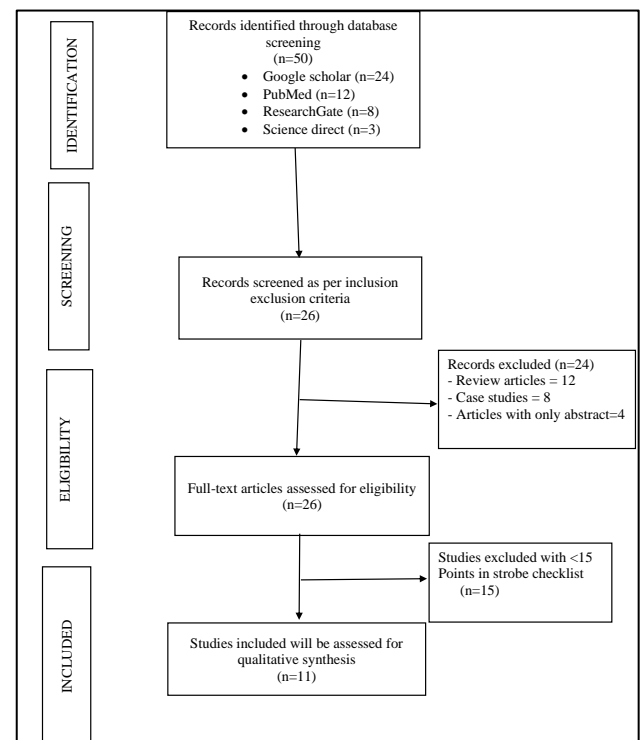 IDENTIFICATION
Records identified through database
screening
(n=50)
• Google scholar (n=24)
• PubMed (n=12)
• ResearchGate (n=8)
• Science direct (n=3)
SCREENING
Records screened as per inclusion
exclusion criteria
(n=26)
Records excluded (n=24)
- Review articles = 12
- Case studies = 8
- Articles with only abstract=4
ELIGIBILITY
Full-text articles assessed for eligibility
(n=26)
Studies excluded with <15
Points in strobe checklist
(n=15)
INCLUDED
Studies included will be assessed for
qualitative synthesis
(n=11)